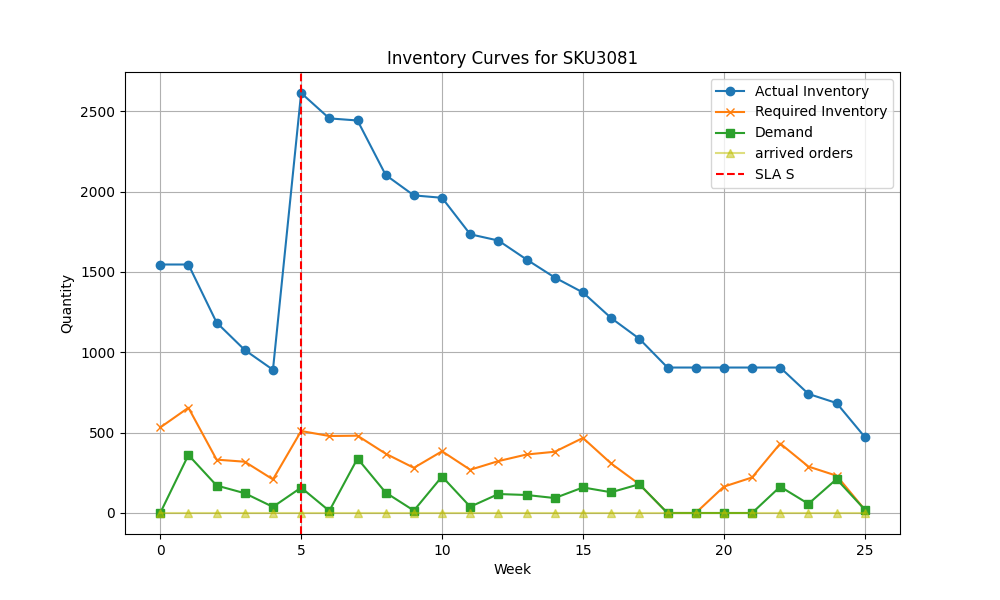 Inventory Curves for SKU3081
Actual Inventory
Required Inventory
Demand
arrived orders
SLA S
Quantity
2500
2000
1500
1000
500
0
0 5 10 15 20 25
Week